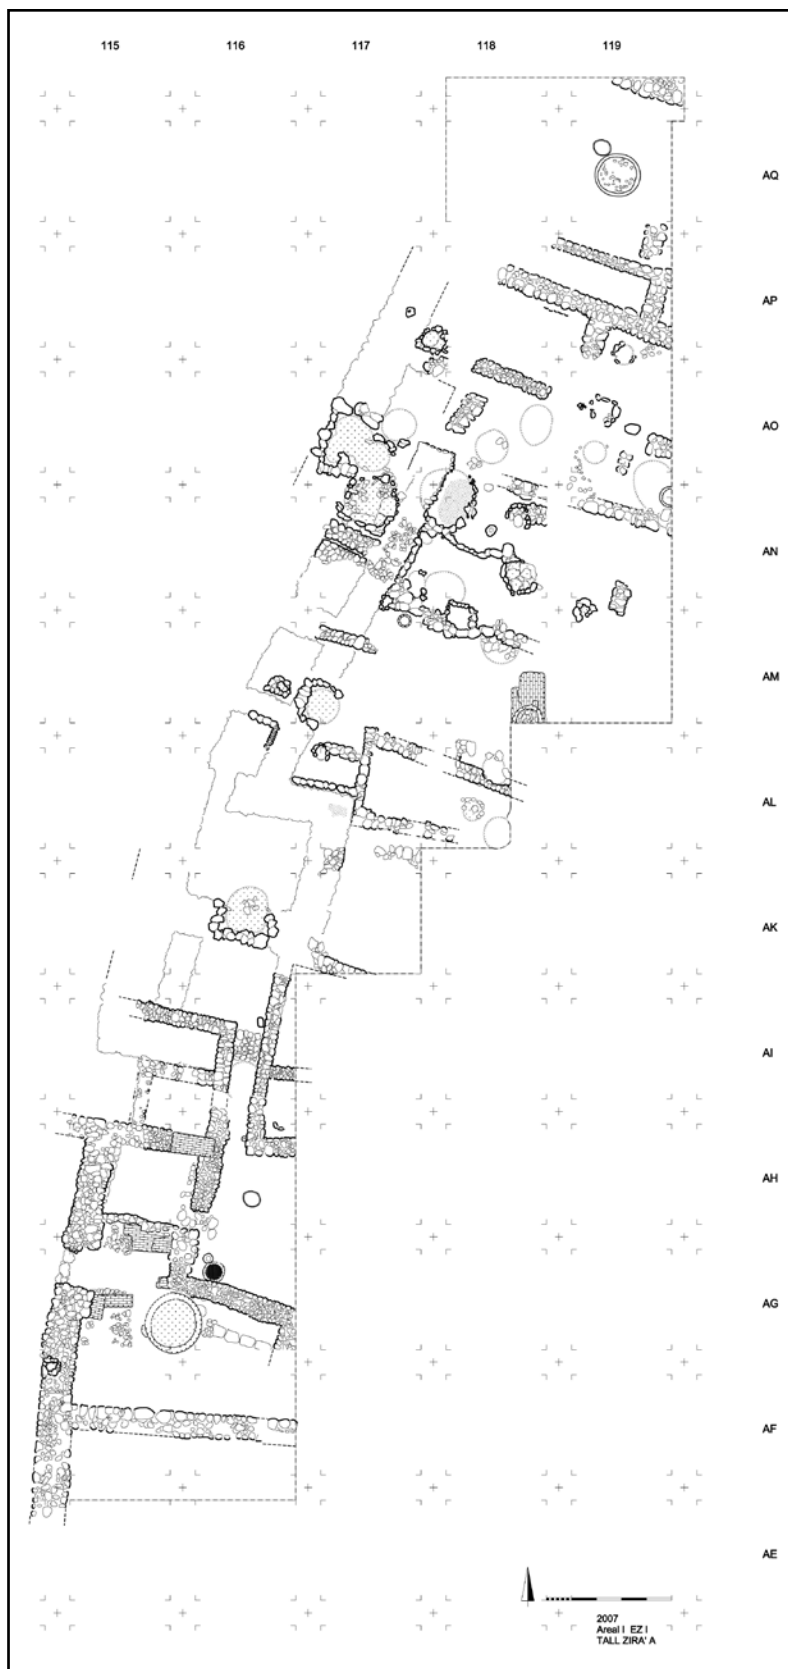 115 116 117 118 119
AQ
AP
AO
AN
AM
AL
AK
AI
AH
AG
AF
AE
2007
Areal I EZ I
TALL ZIRA' A